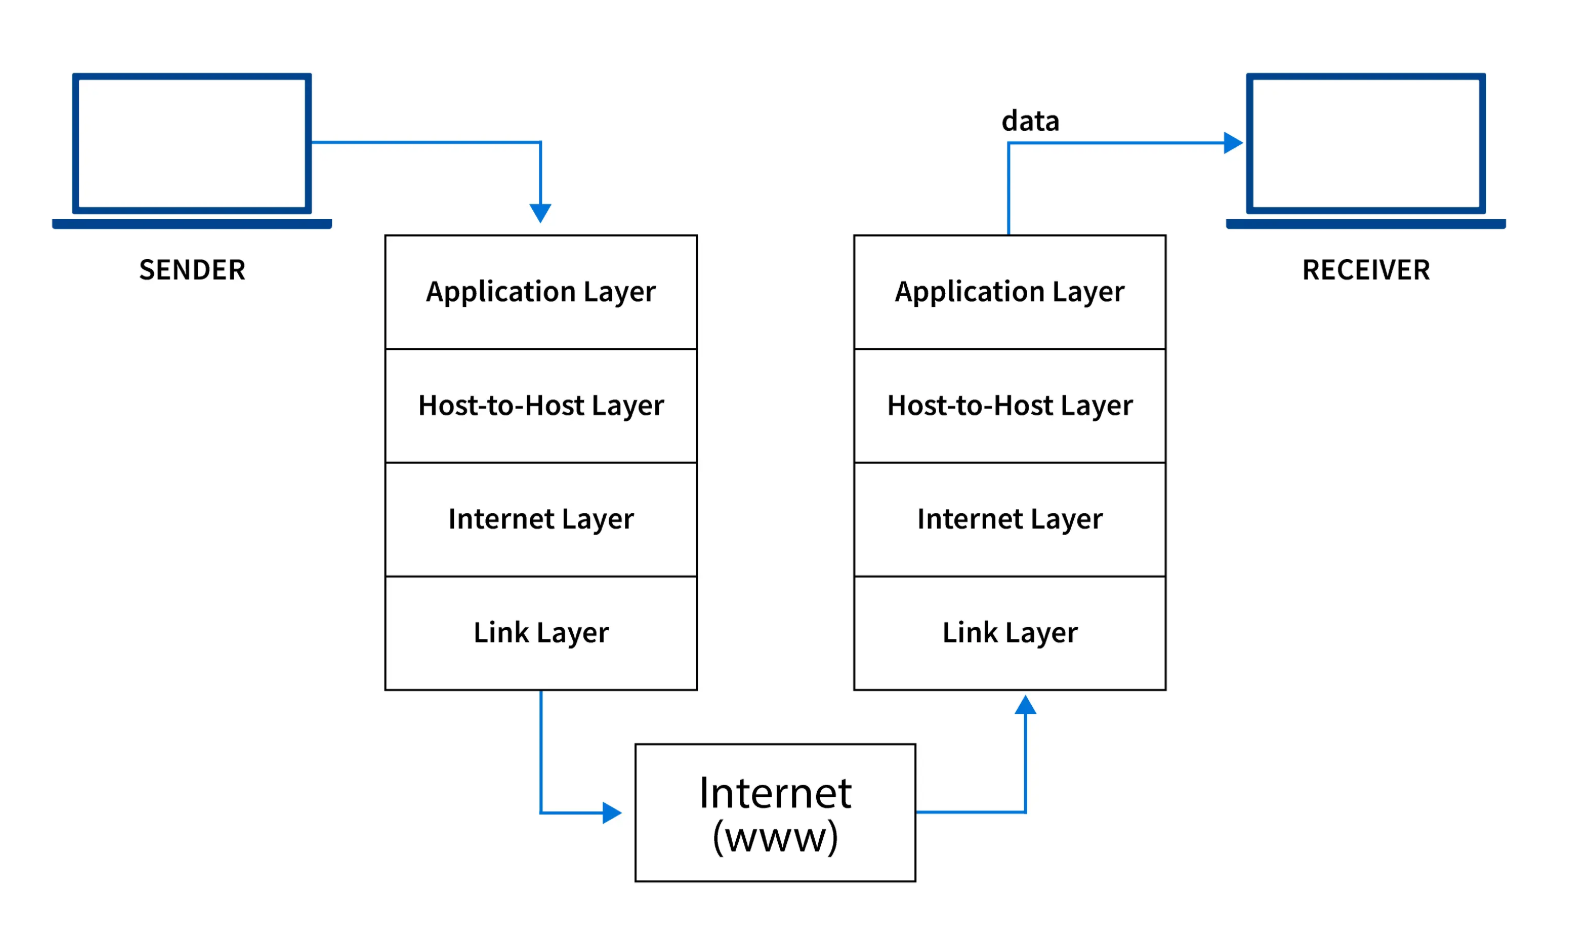 data
SENDER
RECEIVER
Application Layer
Host-to-Host Layer
Internet Layer
Link Layer
Application Layer
Host-to-Host Layer
Internet Layer
Link Layer
Internet
(www)